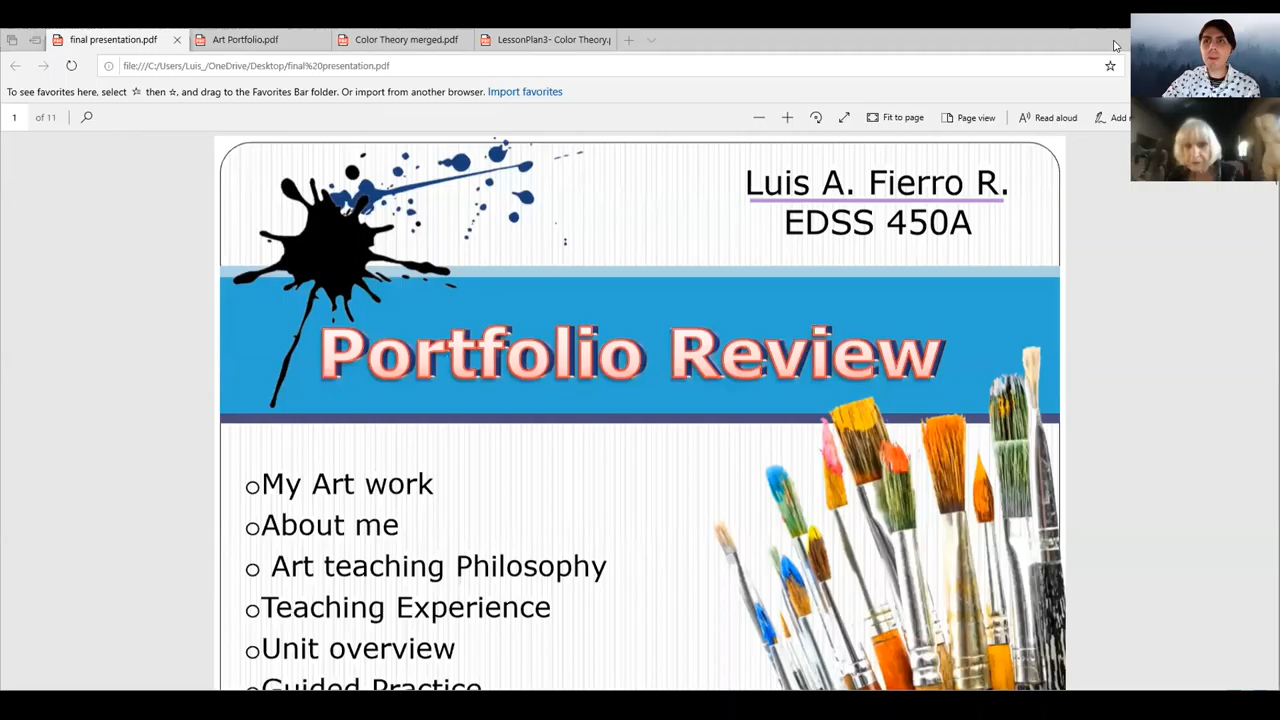 final presentation.pdf
Art Portfolio.pdf
Color Theory merged.pdf
LessonPlan3- Color Theory.p
file:///C:/Users/Luis_/OneDrive/Desktop/final%20presentation.pdf
To see favorites here, select ☆ then ☆, and drag to the Favorites Bar folder. Or import from another browser. Import favorites
1 of 11 Fit to page Page view Read aloud Add
Luis A. Fierro R.
EDSS 450A
Portfolio Review
My Art work
About me
Art teaching Philosophy
Teaching Experience
Unit overview
Guided Practice